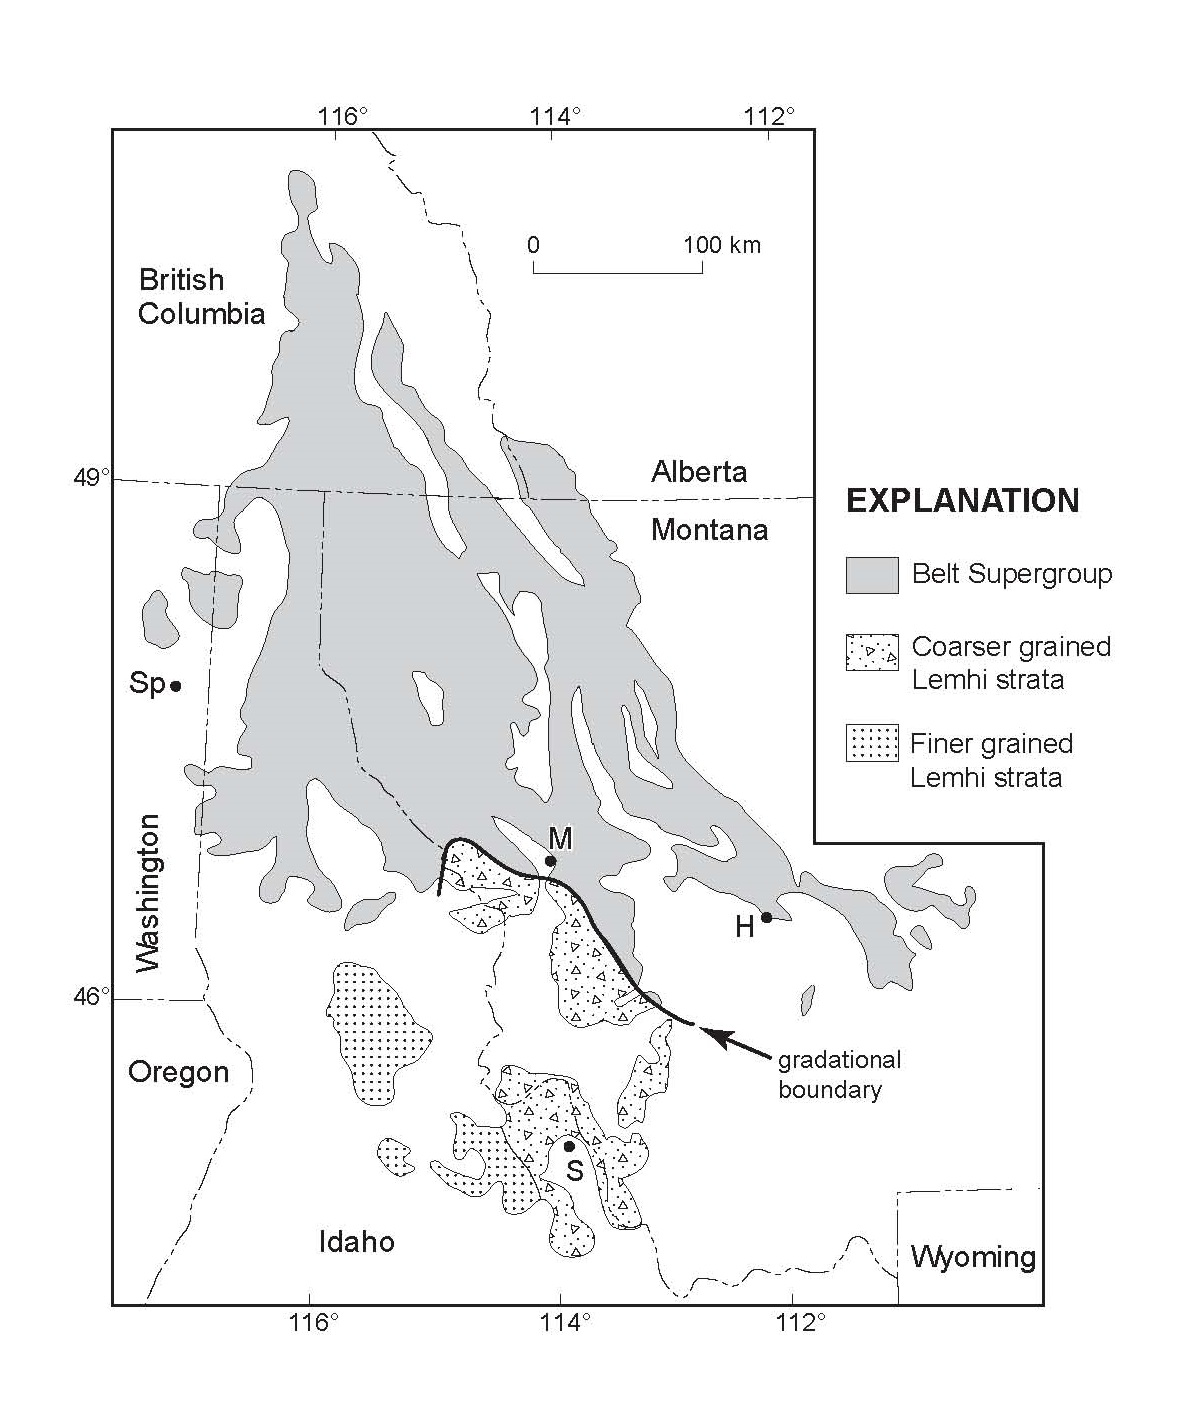 116° 114° 112°
0 100 km
British
Columbia
49°
Alberta
Montana
EXPLANATION
Belt Supergroup
Coarser grained
Lemhi strata
Finer grained
Lemhi strata
Sp
M
Washington
H
46°
Oregon
gradational
boundary
S
Idaho
Wyoming
116° 114° 112°